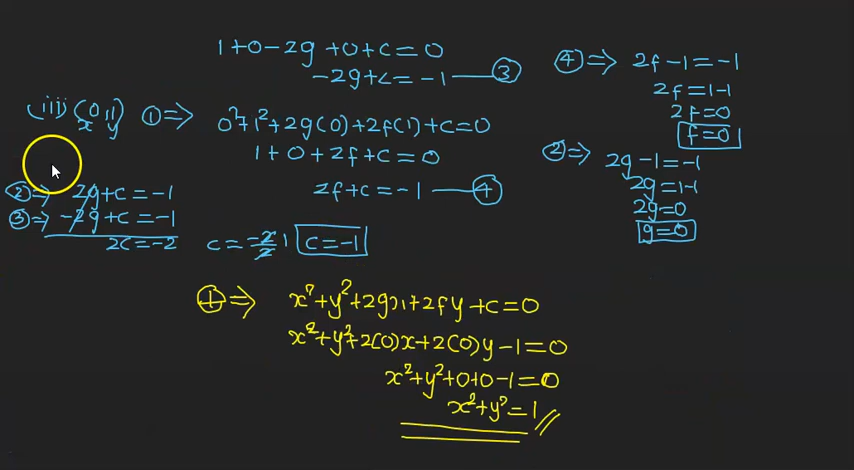 1+0-2g+0+c=0
-2g+c=-1 ③
(iii) (0,1) ①⇒ 0²+1²+2g(0)+2f(1)+c=0
x y
1+0+2f+c=0
2f+c=-1 ④
②⇒ 2g+c=-1
③⇒ -2g+c=-1
2c=-2 c=-2/2 1 c=-1
④⇒ 2f-1=-1
2f=1-1
2f=0
f=0
②⇒ 2g-1=-1
2g=1-1
2g=0
g=0
①⇒ x²+y²+2gx+2fy+c=0
x²+y²+2(0)x+2(0)y-1=0
x²+y²+0+0-1=0
x²+y²=1//